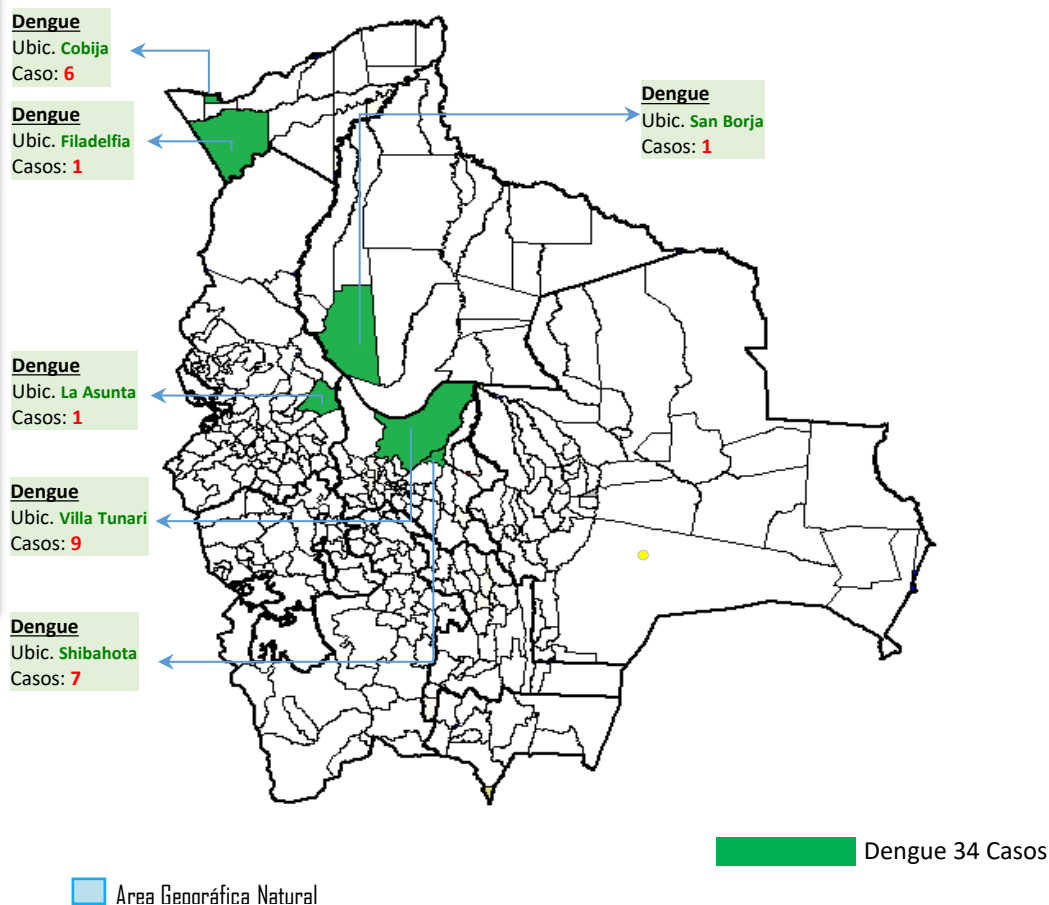 Dengue
Ubic. Cobija
Caso: 6
Dengue
Ubic. Filadelfia
Casos: 1
Dengue
Ubic. San Borja
Casos: 1
Dengue
Ubic. La Asunta
Casos: 1
Dengue
Ubic. Villa Tunari
Casos: 9
Dengue
Ubic. Shibahota
Casos: 7
Dengue 34 Casos
Area Geográfica Natural